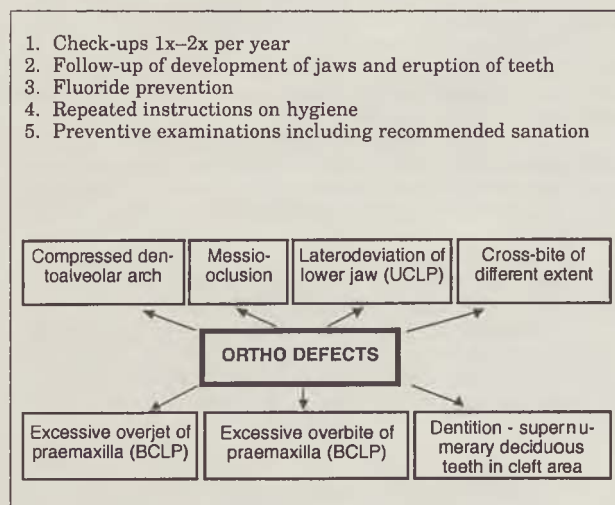 1. Check-ups 1x–2x per year
2. Follow-up of development of jaws and eruption of teeth
3. Fluoride prevention
4. Repeated instructions on hygiene
5. Preventive examinations including recommended sanation
Compressed den-
toalveolar arch
Messio-
oclusion
Laterodeviation of
lower jaw (UCLP)
Cross-bite of
different extent
ORTHO DEFECTS
Excessive overjet of
praemaxilla (BCLP)
Excessive overbite of
praemaxilla (BCLP)
Dentition - supernu-
merary deciduous
teeth in cleft area